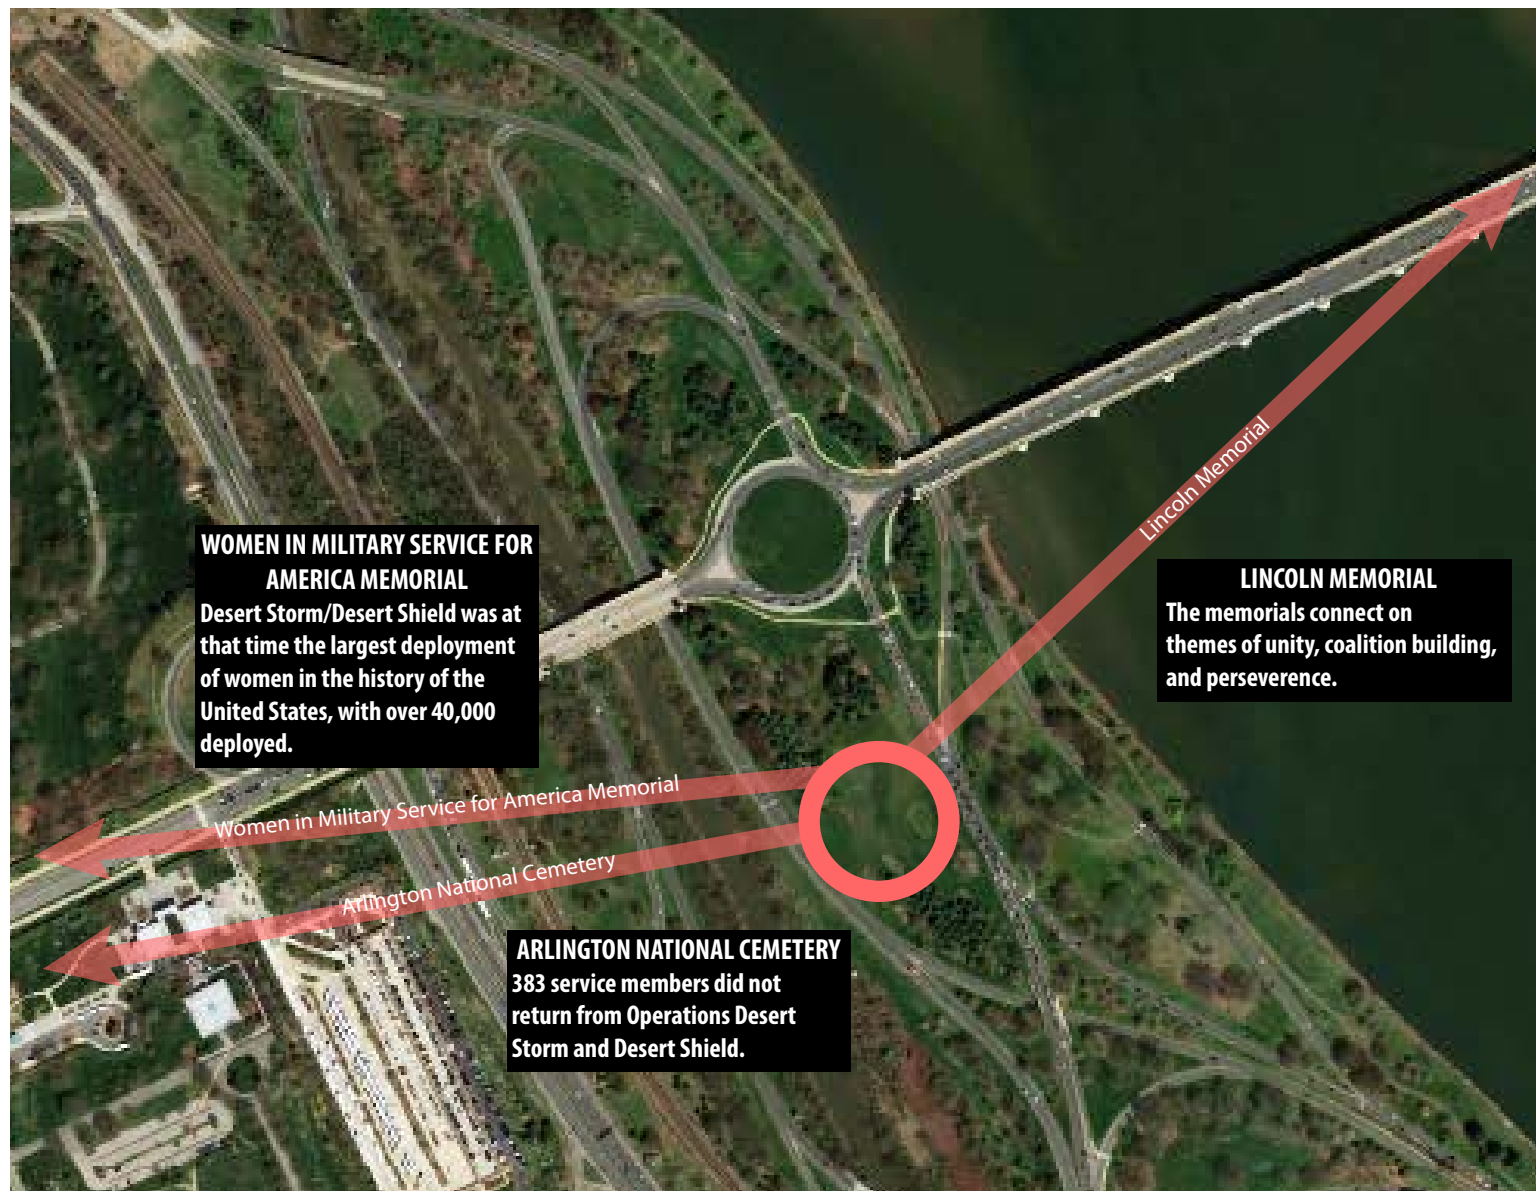 WOMEN IN MILITARY SERVICE FOR
AMERICA MEMORIAL
Desert Storm/Desert Shield was at
that time the largest deployment
of women in the history of the
United States, with over 40,000
deployed.
Lincoln Memorial
LINCOLN MEMORIAL
The memorials connect on
themes of unity, coalition building,
and perseverence.
Women in Military Service for America Memorial
Arlington National Cemetery
ARLINGTON NATIONAL CEMETERY
383 service members did not
return from Operations Desert
Storm and Desert Shield.